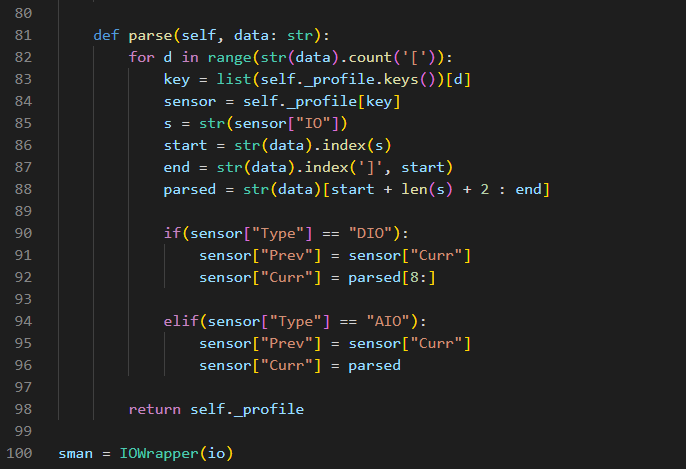 80
81 def parse(self, data: str):
82 for d in range(str(data).count('[')):
83 key = list(self._profile.keys())[d]
84 sensor = self._profile[key]
85 s = str(sensor["IO"])
86 start = str(data).index(s)
87 end = str(data).index(']', start)
88 parsed = str(data)[start + len(s) + 2 : end]
89
90 if(sensor["Type"] == "DIO"):
91 sensor["Prev"] = sensor["Curr"]
92 sensor["Curr"] = parsed[8:]
93
94 elif(sensor["Type"] == "AIO"):
95 sensor["Prev"] = sensor["Curr"]
96 sensor["Curr"] = parsed
97
98 return self._profile
99
100 sman = IOWrapper(io)